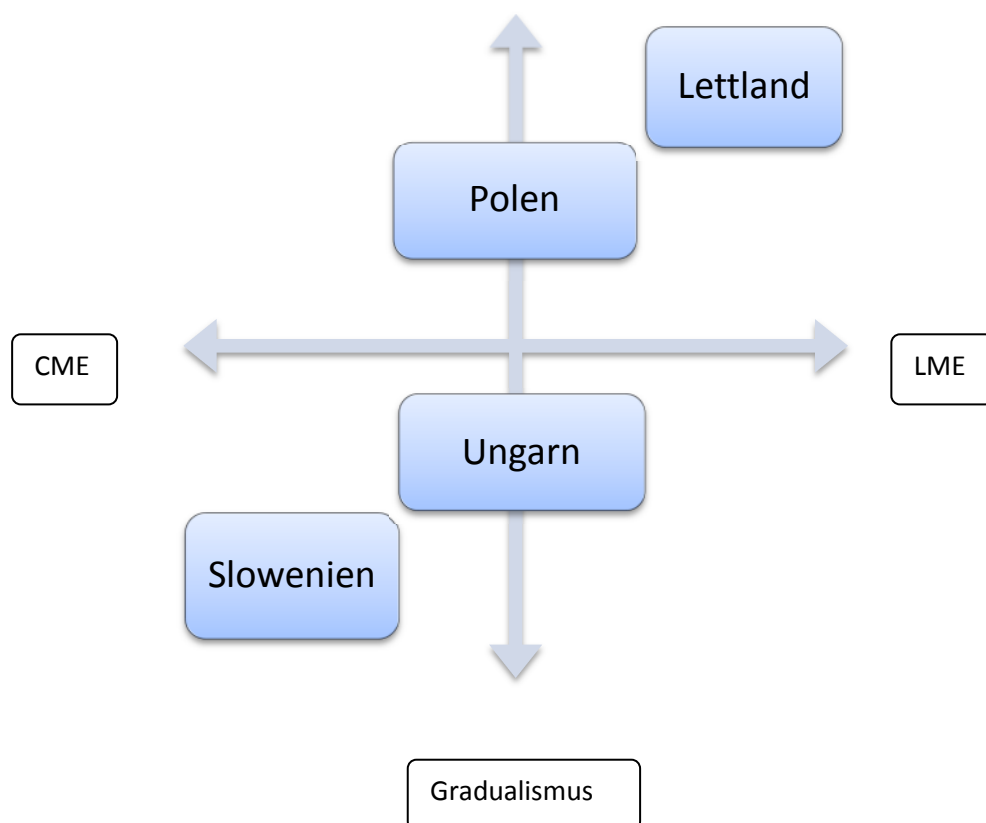 Lettland
Polen
CME
LME
Ungarn
Slowenien
Gradualismus